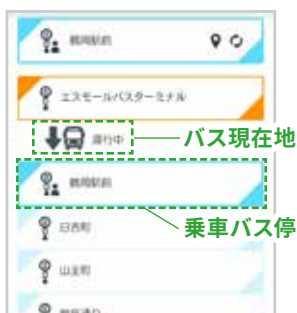 鶴岡駅前
エスモールバスターミナル
運行中
バス現在地
鶴岡駅前
乗車バス停
日吉町
山王町